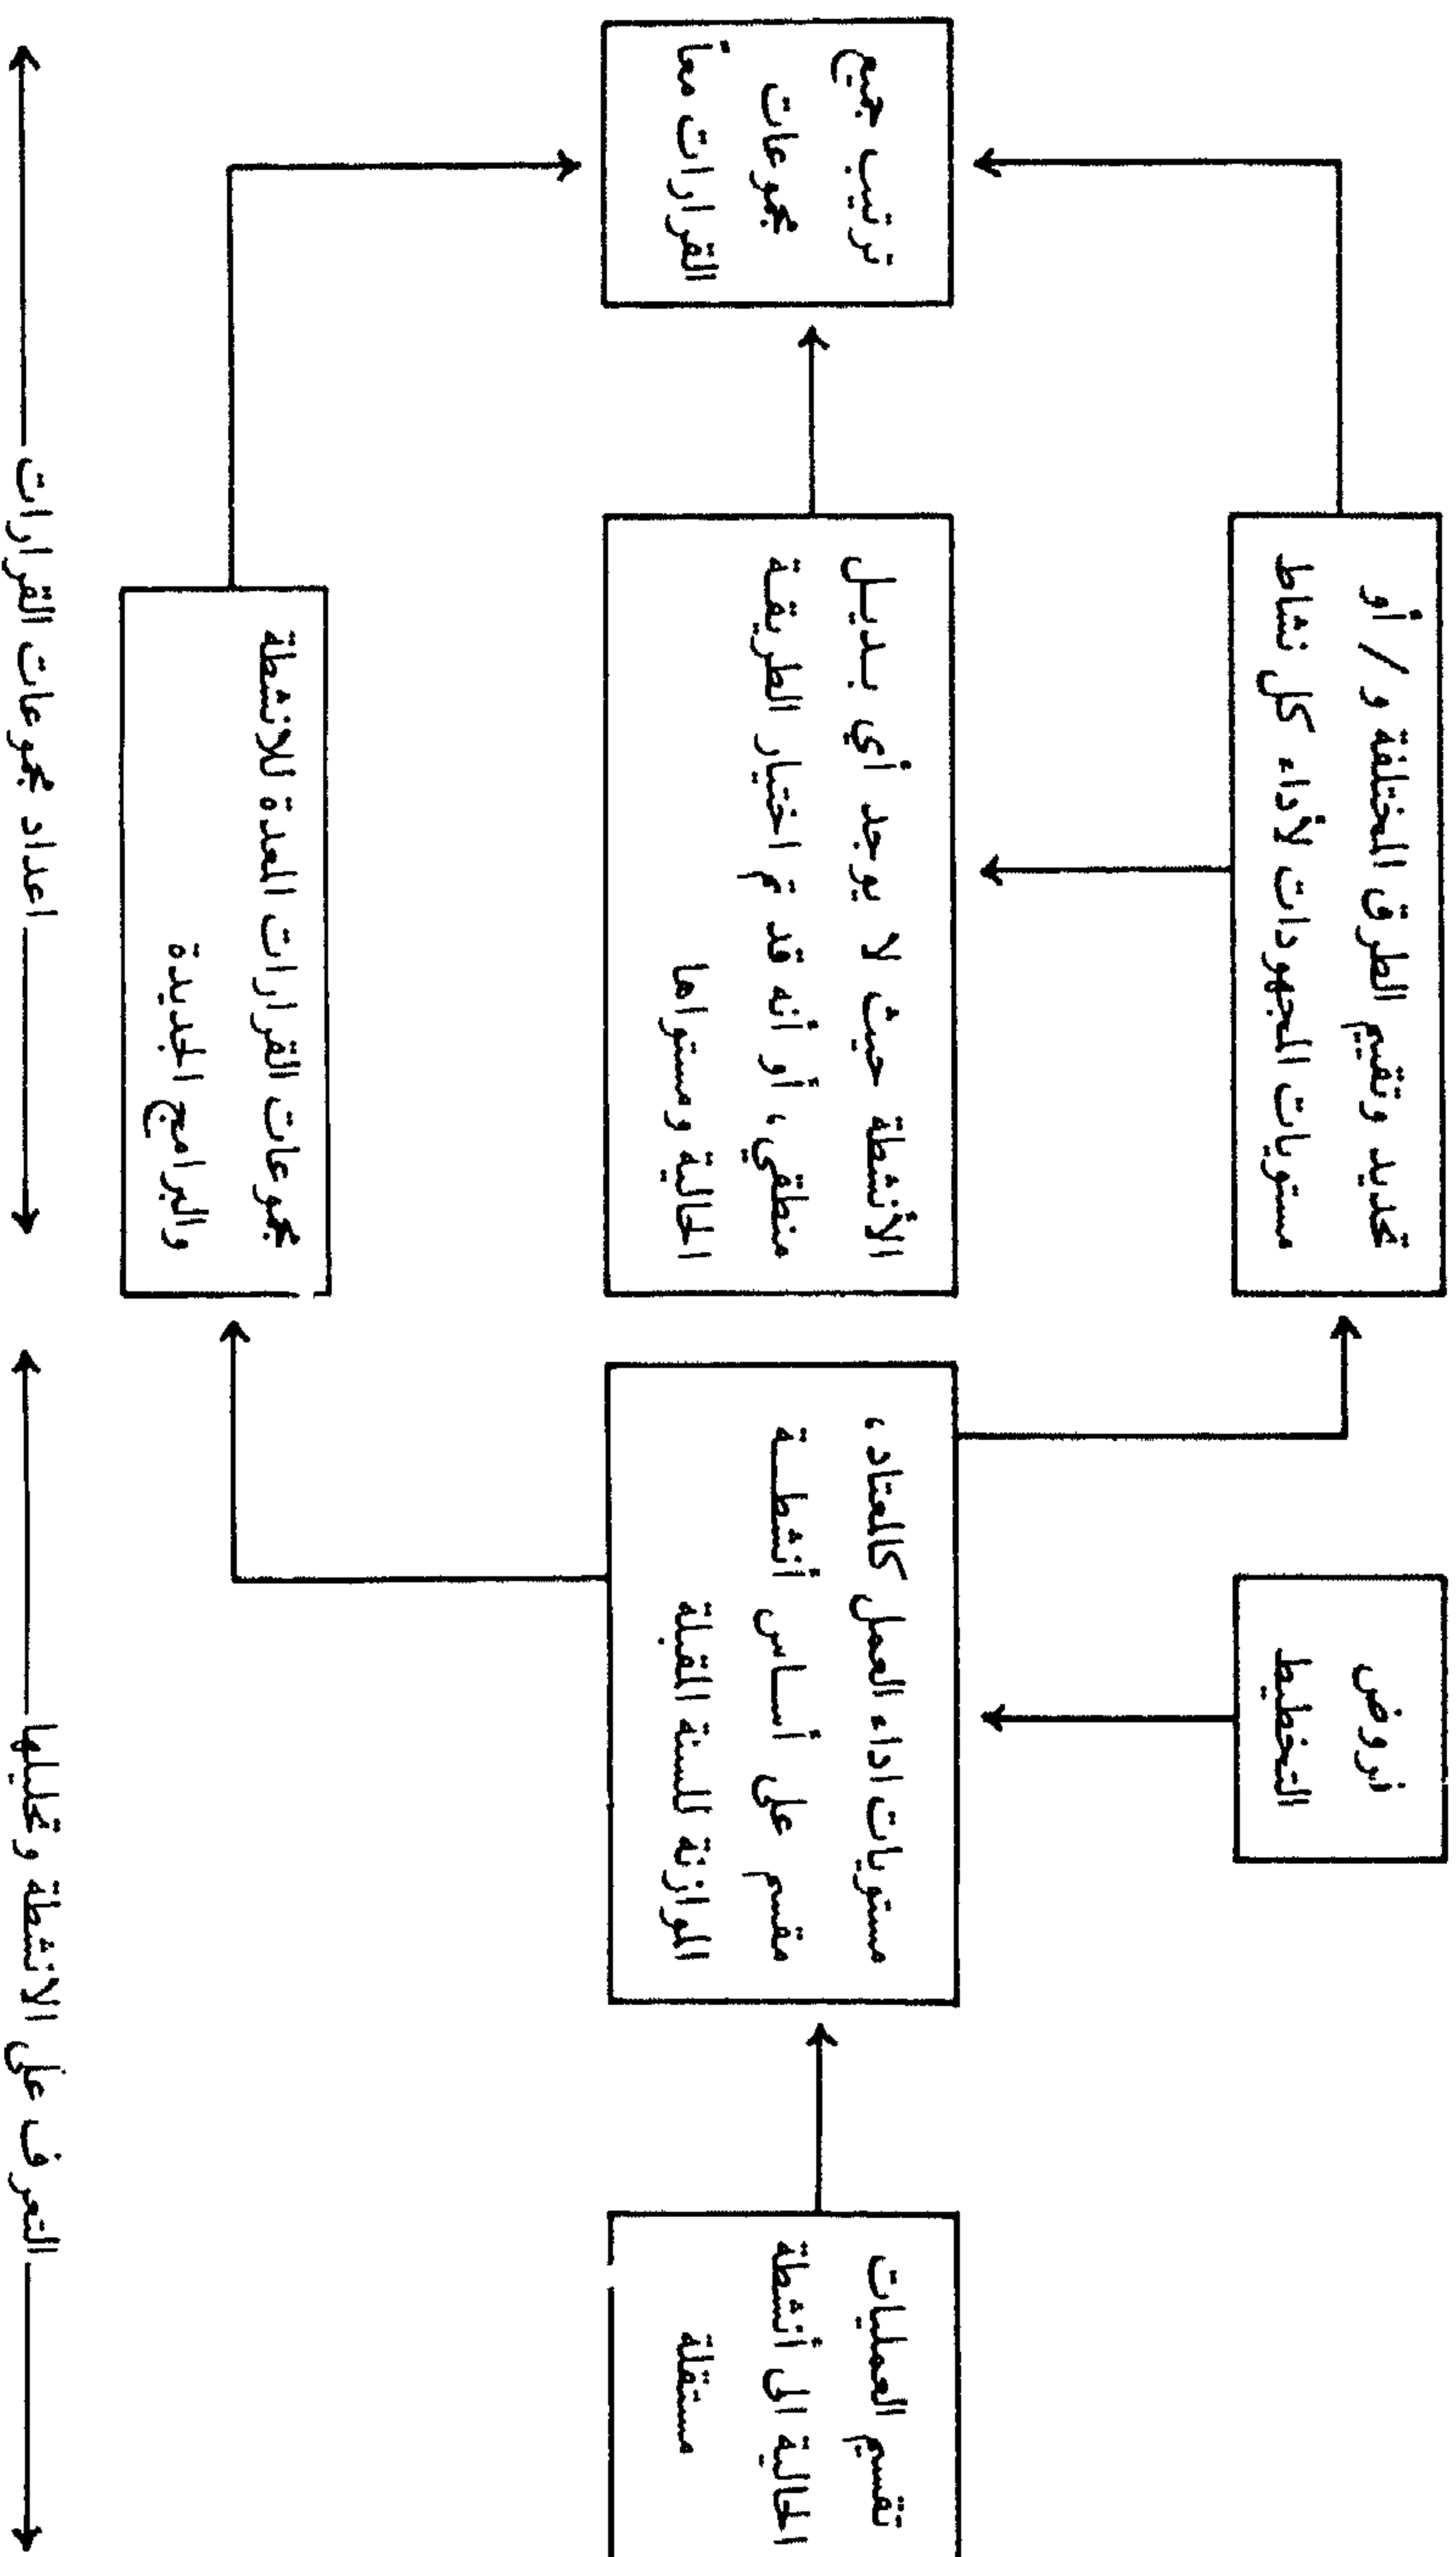 تقسيم العمليات
الحالية الى أنشطة
مستقلة
فروض
التخطيط
مستويات اداء العمل كالمعتاد،
مقسم على أساس أنشطة
الموازنة للسنة المقبلة
تحديد وتقييم الطرق المختلفة و / أو
مستويات المجهودات لأداء كل نشاط
الأنشطة حيث لا يوجد أي بديل
منطقي، أو أنه قد تم اختيار الطريقة
الحالية ومستواها
مجموعات القرارات المعدة للانشطة
والبرامج الجديدة
ترتيب جميع
مجموعات
القرارات معاً
التعرف على الانشطة وتحليلها
اعداد مجموعات القرارات